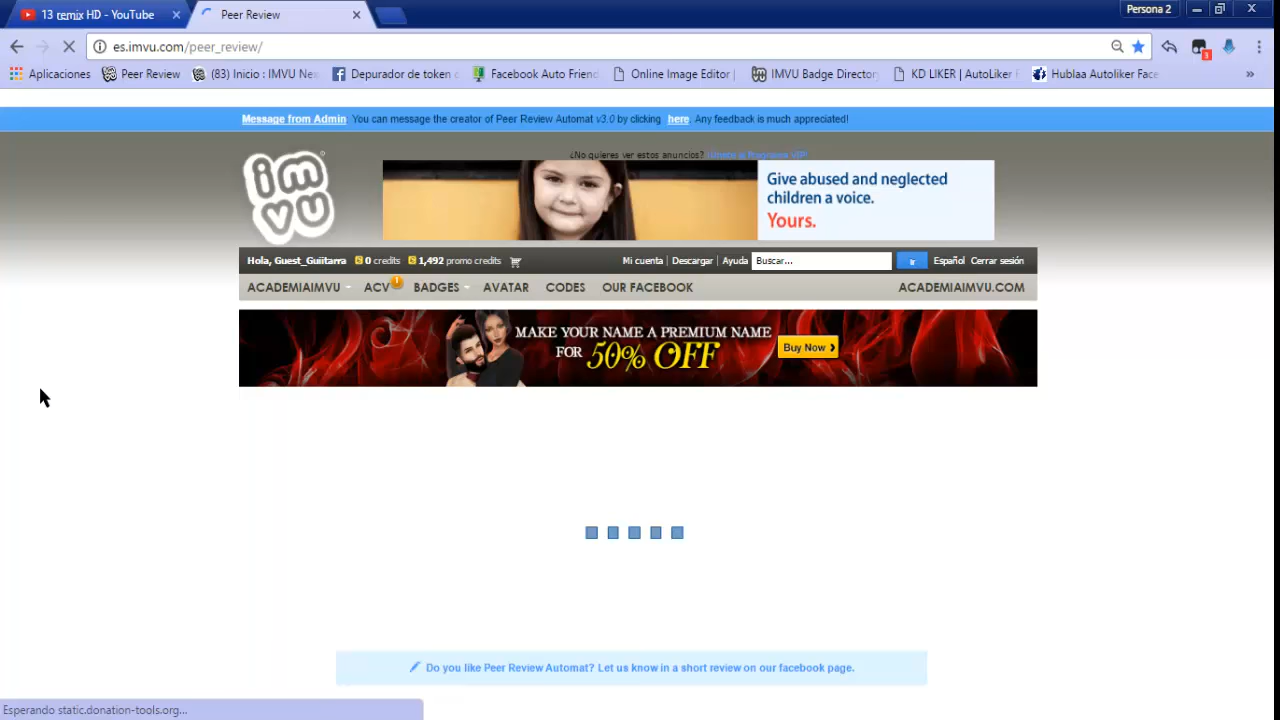 13 remix HD - YouTube
Peer Review
Persona 2
es.imvu.com/peer_review/
3
Aplicaciones
Peer Review
(83) Inicio : IMVU Nex
Depurador de token c
Facebook Auto Friend
Online Image Editor |
IMVU Badge Directory
KD LIKER | AutoLiker F
Hublaa Autoliker Face
»
Message from Admin You can message the creator of Peer Review Automat v3.0 by clicking here Any feedback is much appreciated!
¿No quieres ver estos anuncios?
imvu
Give abused and neglected
children a voice.
Yours.
Hola, Guest_Guiitarra 0 credits 1,492 promo credits
Mi cuenta | Descargar | Ayuda Buscar... Ir Español Cerrar sesión
ACADEMIAIMVU ACV BADGES AVATAR CODES OUR FACEBOOK ACADEMIAIMVU.COM
MAKE YOUR NAME A PREMIUM NAME
FOR 50% OFF
Buy Now
Do you like Peer Review Automat? Let us know in a short review on our facebook page.
Esperando static.donation-tools.org...